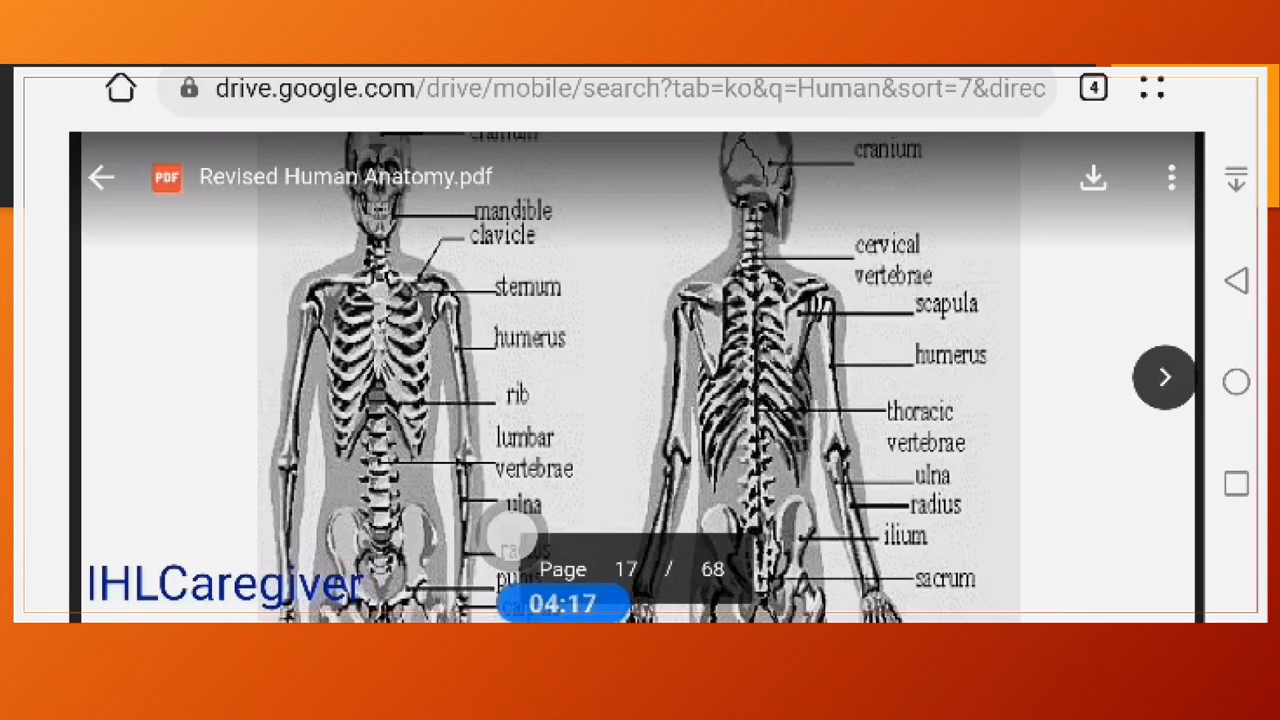 drive.google.com/drive/mobile/search?tab=ko&q=Human&sort=7&direc
4
PDF
Revised Human Anatomy.pdf
cranium
mandible
clavicle
sternum
humerus
rib
lumbar
vertebrae
ulna
cranium
cervical
vertebrae
scapula
humerus
thoracic
vertebrae
ulna
radius
ilium
sacrum
Page 17 / 68
04:17
IHLCaregiver